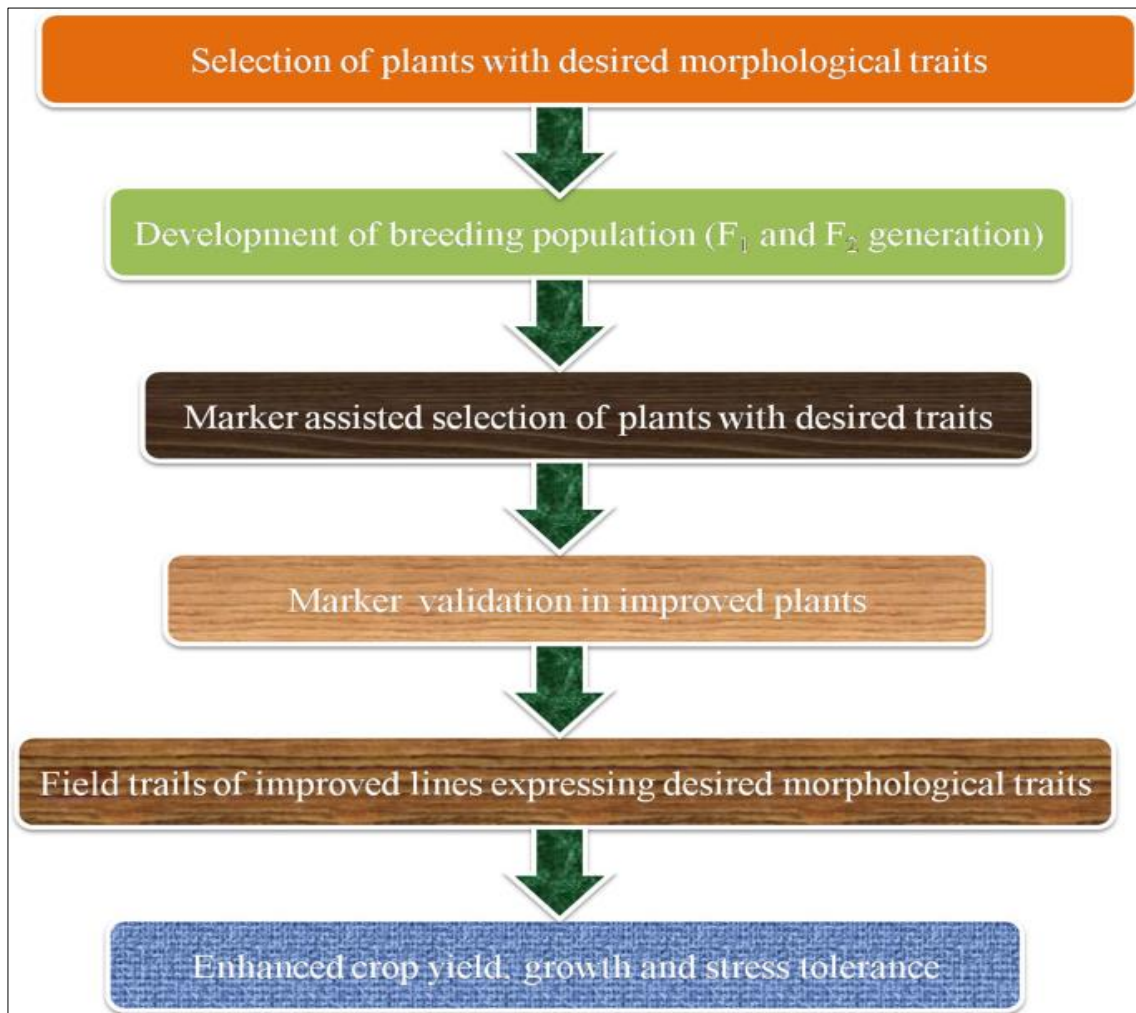 Selection of plants with desired morphological traits
Development of breeding population (F₁ and F₂ generation)
Marker assisted selection of plants with desired traits
Marker validation in improved plants
Field trails of improved lines expressing desired morphological traits
Enhanced crop yield, growth and stress tolerance